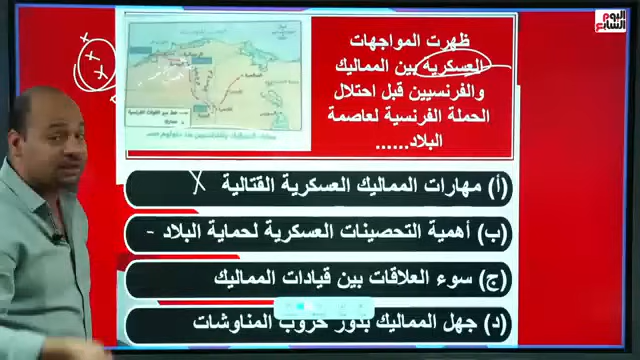 اليوم السابع
ظهرت المواجهات
العسكرية بين المماليك
والفرنسيين قبل احتلال
الحملة الفرنسية لعاصمة
البلاد......
(أ) مهارات المماليك العسكرية القتالية X
(ب) أهمية التحصينات العسكرية لحماية البلاد -
(ج) سوء العلاقات بين قيادات المماليك
(د) جهل المماليك بدور حروب المناوشات